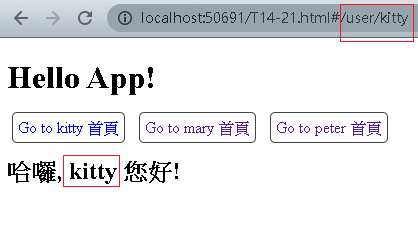 localhost:50691/T14-21.html#/user/kitty
Hello App!
Go to kitty 首頁 Go to mary 首頁 Go to peter 首頁
哈囉, kitty 您好!